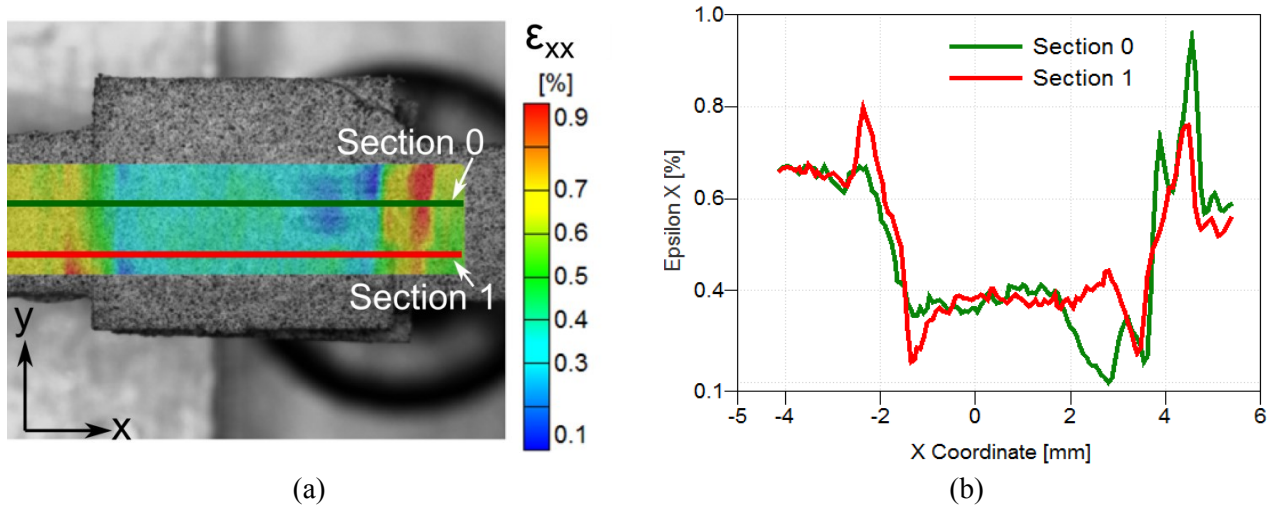 εxx
[%]
0.9
0.7
0.6
0.5
0.4
0.3
0.1
Section 0
Section 1
y
x
(a)
1.0
0.8
0.6
0.4
0.1
Epsilon X [%]
-5
-4
-2
0
2
4
6
X Coordinate [mm]
Section 0
Section 1
(b)